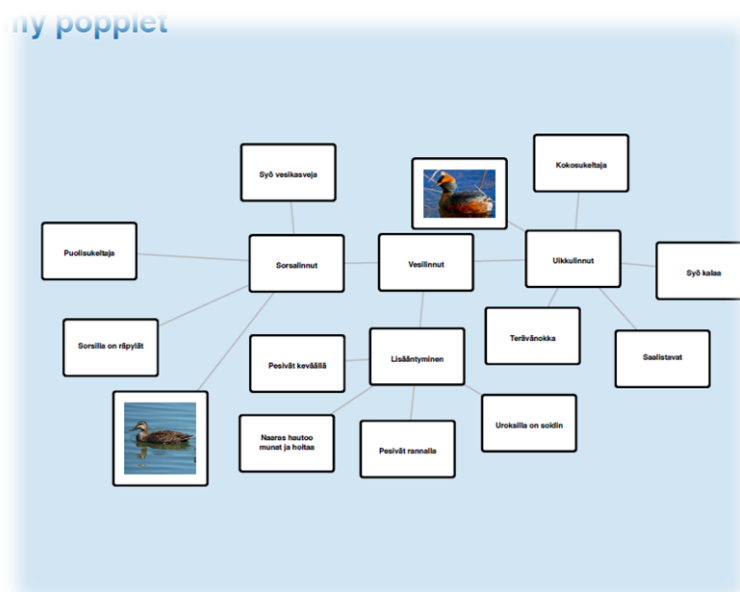 my popplet
Kokosukeltaja
Syö vesikasveja
Puolisukeltaja
Sorsalinnut
Vesilinnut
Uikkulinnut
Syö kalaa
Sorsilla on räpylät
Terävänokka
Saalistavat
Pesivät keväällä
Lisääntyminen
Uroksilla on soidin
Naaras hautoo
munat ja hoitaa
Pesivät rannalla